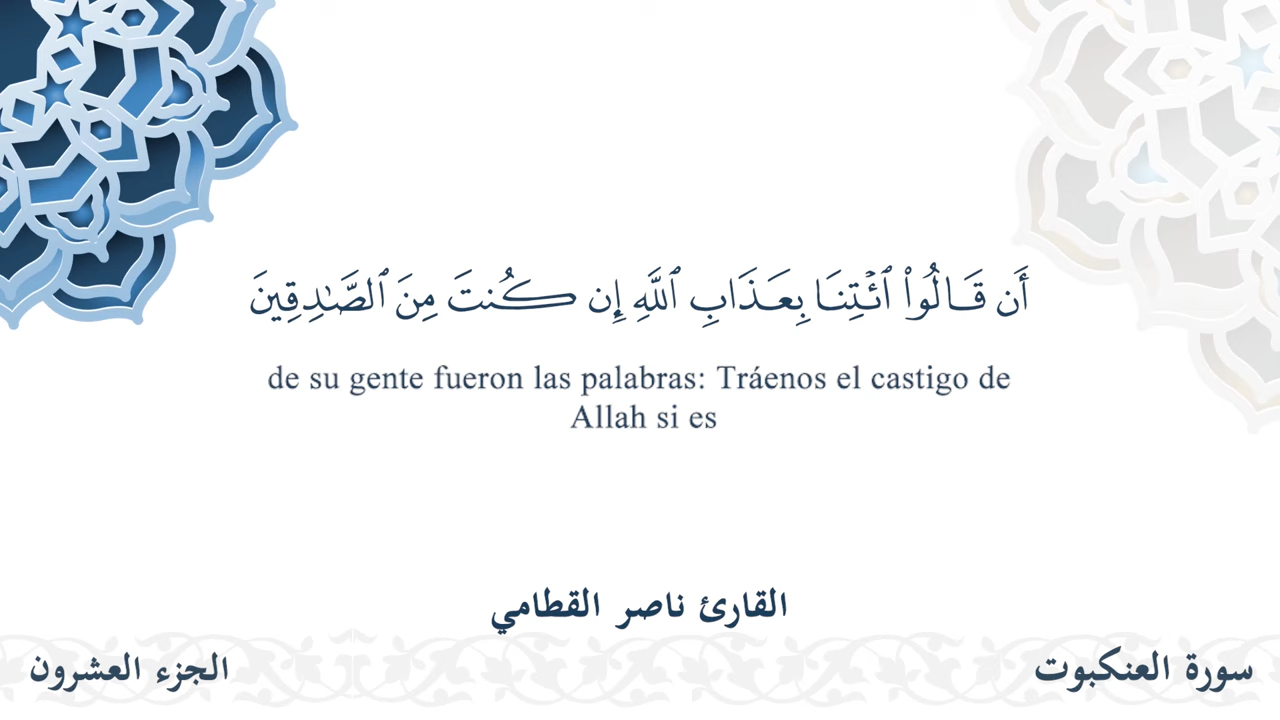 أَن قَالُوا۟ ٱئْتِنَا بِعَذَابِ ٱللَّهِ إِن كُنتَ مِنَ ٱلصَّـٰدِقِينَ
de su gente fueron las palabras: Tráenos el castigo de
Allah si es
القارئ ناصر القطامي
سورة العنكبوت
الجزء العشرون